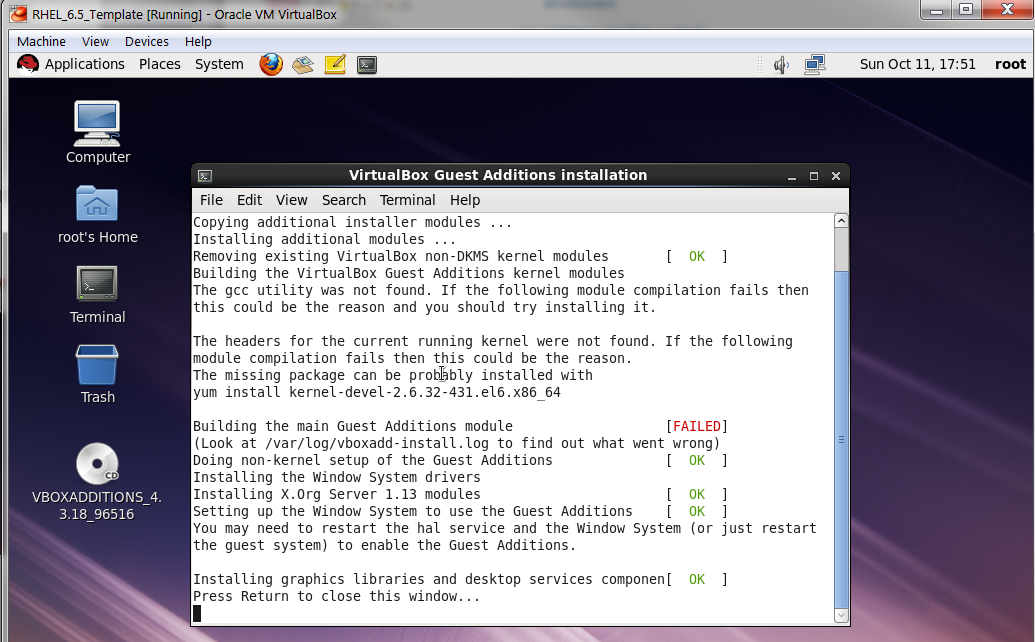 RHEL_6.5_Template [Running] - Oracle VM VirtualBox
Machine View Devices Help
Applications Places System Sun Oct 11, 17:51 root
Computer
root's Home
Terminal
Trash
CD
VBOXADDITIONS_4.
3.18_96516
VirtualBox Guest Additions installation
File Edit View Search Terminal Help
Copying additional installer modules ...
Installing additional modules ...
Removing existing VirtualBox non-DKMS kernel modules [ OK ]
Building the VirtualBox Guest Additions kernel modules
The gcc utility was not found. If the following module compilation fails then
this could be the reason and you should try installing it.
The headers for the current running kernel were not found. If the following
module compilation fails then this could be the reason.
The missing package can be probably installed with
yum install kernel-devel-2.6.32-431.el6.x86_64
Building the main Guest Additions module [FAILED]
(Look at /var/log/vboxadd-install.log to find out what went wrong)
Doing non-kernel setup of the Guest Additions [ OK ]
Installing the Window System drivers
Installing X.Org Server 1.13 modules [ OK ]
Setting up the Window System to use the Guest Additions [ OK ]
You may need to restart the hal service and the Window System (or just restart
the guest system) to enable the Guest Additions.
Installing graphics libraries and desktop services componen[ OK ]
Press Return to close this window...